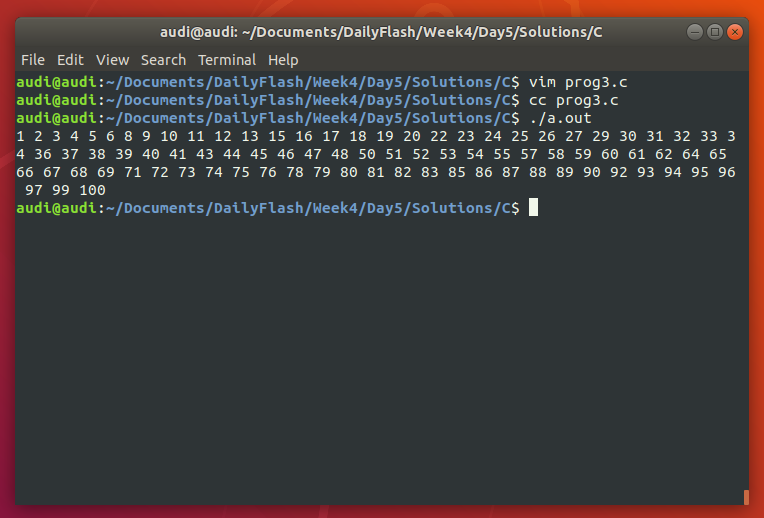 audi@audi: ~/Documents/DailyFlash/Week4/Day5/Solutions/C
File Edit View Search Terminal Help
audi@audi:~/Documents/DailyFlash/Week4/Day5/Solutions/C$ vim prog3.c
audi@audi:~/Documents/DailyFlash/Week4/Day5/Solutions/C$ cc prog3.c
audi@audi:~/Documents/DailyFlash/Week4/Day5/Solutions/C$ ./a.out
1 2 3 4 5 6 8 9 10 11 12 13 15 16 17 18 19 20 22 23 24 25 26 27 29 30 31 32 33 3
4 36 37 38 39 40 41 43 44 45 46 47 48 50 51 52 53 54 55 57 58 59 60 61 62 64 65
66 67 68 69 71 72 73 74 75 76 78 79 80 81 82 83 85 86 87 88 89 90 92 93 94 95 96
 97 99 100
audi@audi:~/Documents/DailyFlash/Week4/Day5/Solutions/C$